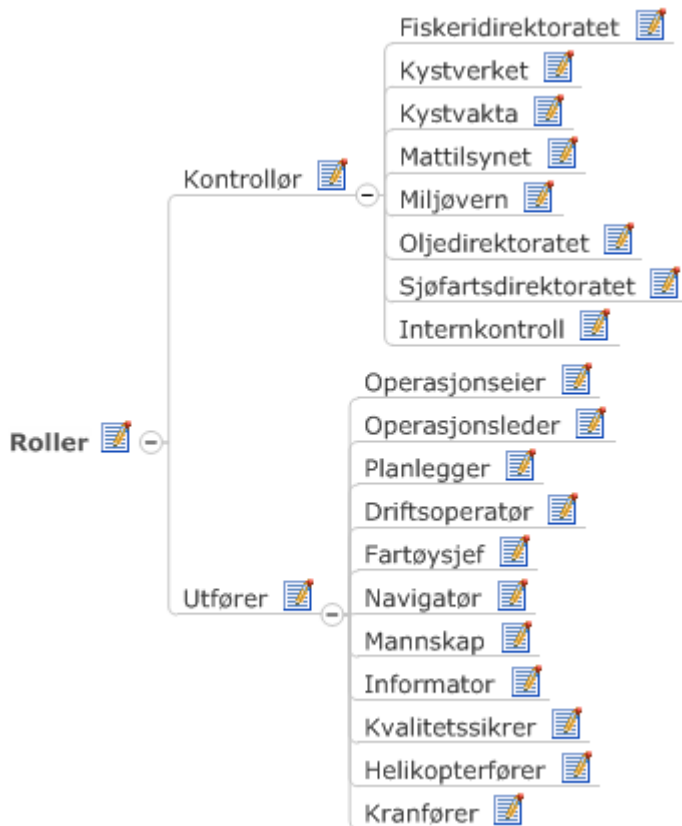 Roller
Kontrollør
Fiskeridirektoratet
Kystverket
Kystvakta
Mattilsynet
Miljøvern
Oljedirektoratet
Sjøfartsdirektoratet
Internkontroll
Utfører
Operasjonseier
Operasjonsleder
Planlegger
Driftsoperatør
Fartøysjef
Navigatør
Mannskap
Informator
Kvalitetssikrer
Helikopterfører
Kranfører